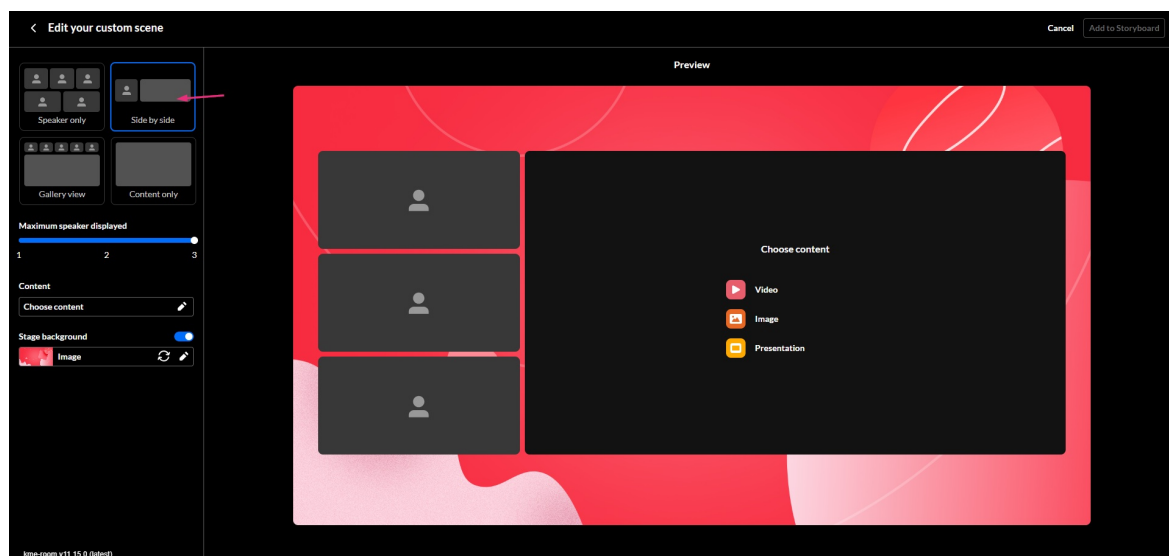 Edit your custom scene
Cancel
Add to Storyboard
Speaker only
Side by side
Gallery view
Content only
Maximum speaker displayed
1 2 3
Content
Choose content
Stage background
Image
Preview
Choose content
Video
Image
Presentation
kme-room v11.15.0 (latest)